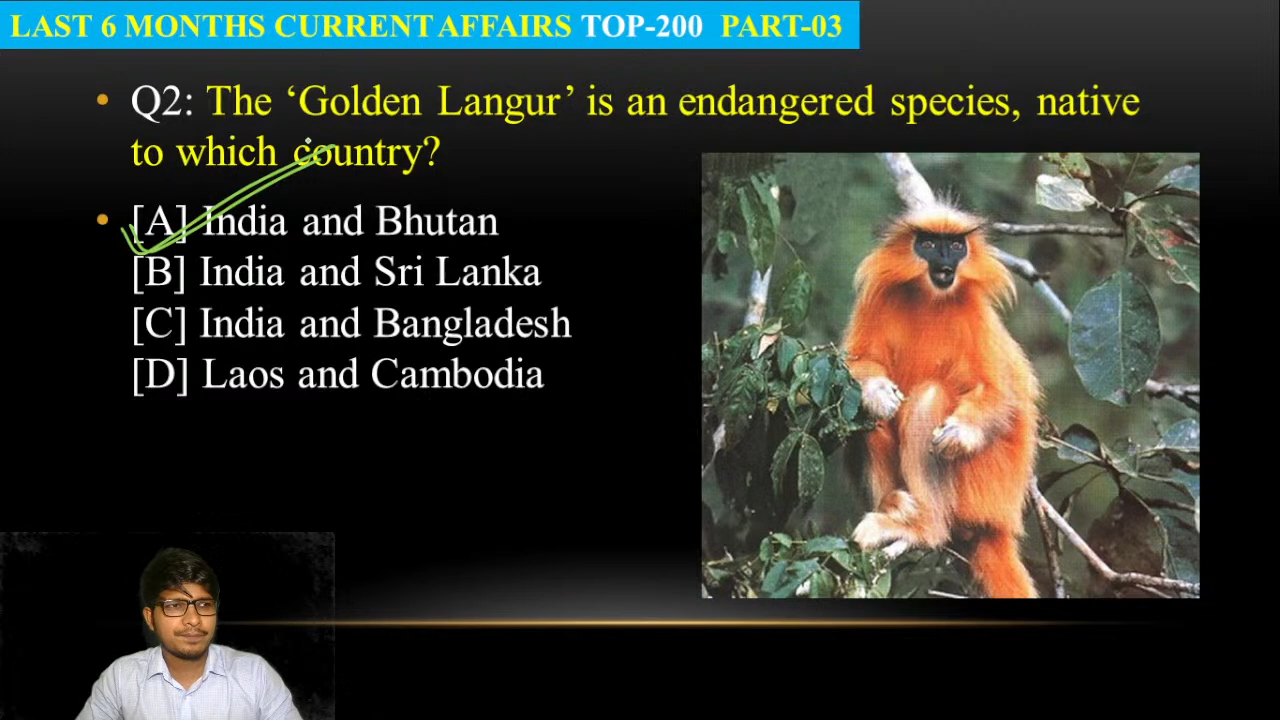 LAST 6 MONTHS CURRENT AFFAIRS TOP-200 PART-03
• Q2: The ‘Golden Langur’ is an endangered species, native
to which country?
• [A] India and Bhutan
[B] India and Sri Lanka
[C] India and Bangladesh
[D] Laos and Cambodia